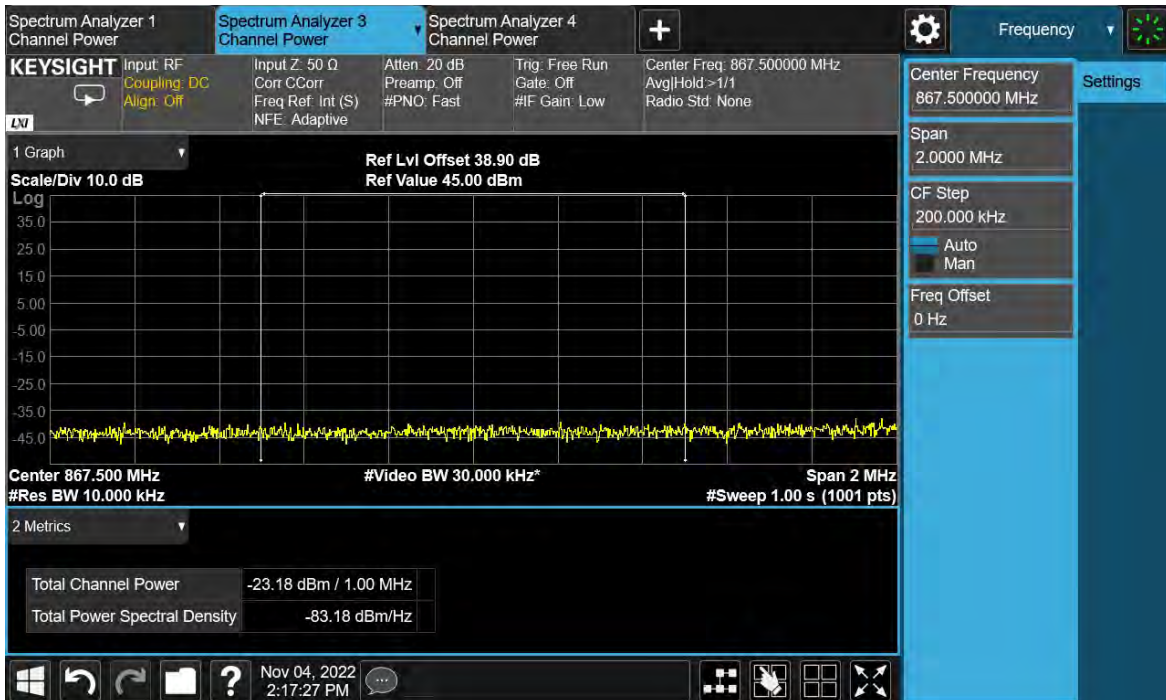 Spectrum Analyzer 1
Channel Power
Spectrum Analyzer 3
Channel Power
Spectrum Analyzer 4
Channel Power
Frequency
KEYSIGHT
LXI
Input: RF
Coupling: DC
Align: Off
Input Z: 50 Ω
Corr CCorr
Freq Ref: Int (S)
NFE: Adaptive
Atten: 20 dB
Preamp: Off
#PNO: Fast
Trig: Free Run
Gate: Off
#IF Gain: Low
Center Freq: 867.500000 MHz
Avg|Hold:>1/1
Radio Std: None
Center Frequency
867.500000 MHz
Settings
Span
2.0000 MHz
CF Step
200.000 kHz
Auto
Man
Freq Offset
0 Hz
1 Graph
Ref Lvl Offset 38.90 dB
Scale/Div 10.0 dB
Ref Value 45.00 dBm
Log
35.0
25.0
15.0
5.00
-5.00
-15.0
-25.0
-35.0
-45.0
Center 867.500 MHz
#Video BW 30.000 kHz*
Span 2 MHz
#Res BW 10.000 kHz
#Sweep 1.00 s (1001 pts)
2 Metrics
Total Channel Power
-23.18 dBm / 1.00 MHz
Total Power Spectral Density
-83.18 dBm/Hz
?
Nov 04, 2022
2:17:27 PM